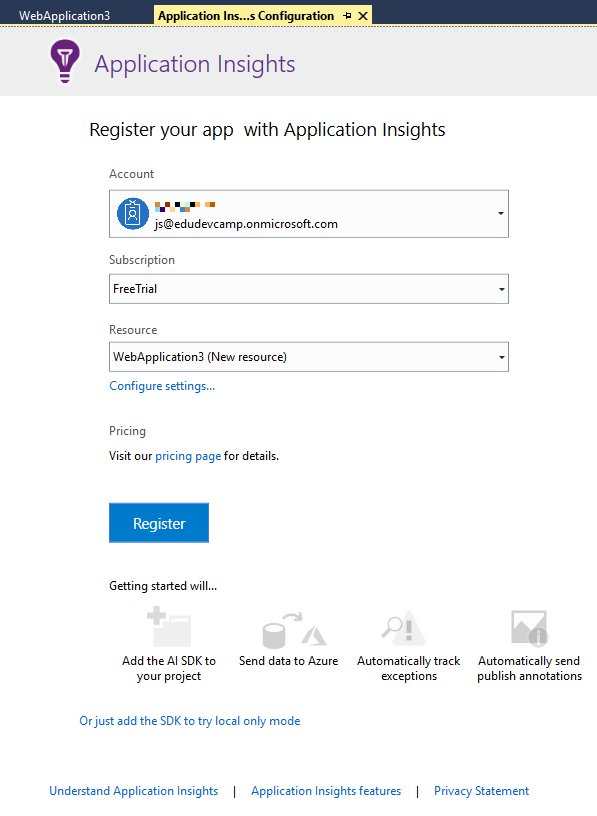 WebApplication3
Application Ins...s Configuration
Application Insights
Register your app with Application Insights
Account
js@edudevcamp.onmicrosoft.com
Subscription
FreeTrial
Resource
WebApplication3 (New resource)
Configure settings...
Pricing
Visit our pricing page for details.
Register
Getting started will...
Add the AI SDK to
your project
Send data to Azure
Automatically track
exceptions
Automatically send
publish annotations
Or just add the SDK to try local only mode
Understand Application Insights | Application Insights features | Privacy Statement